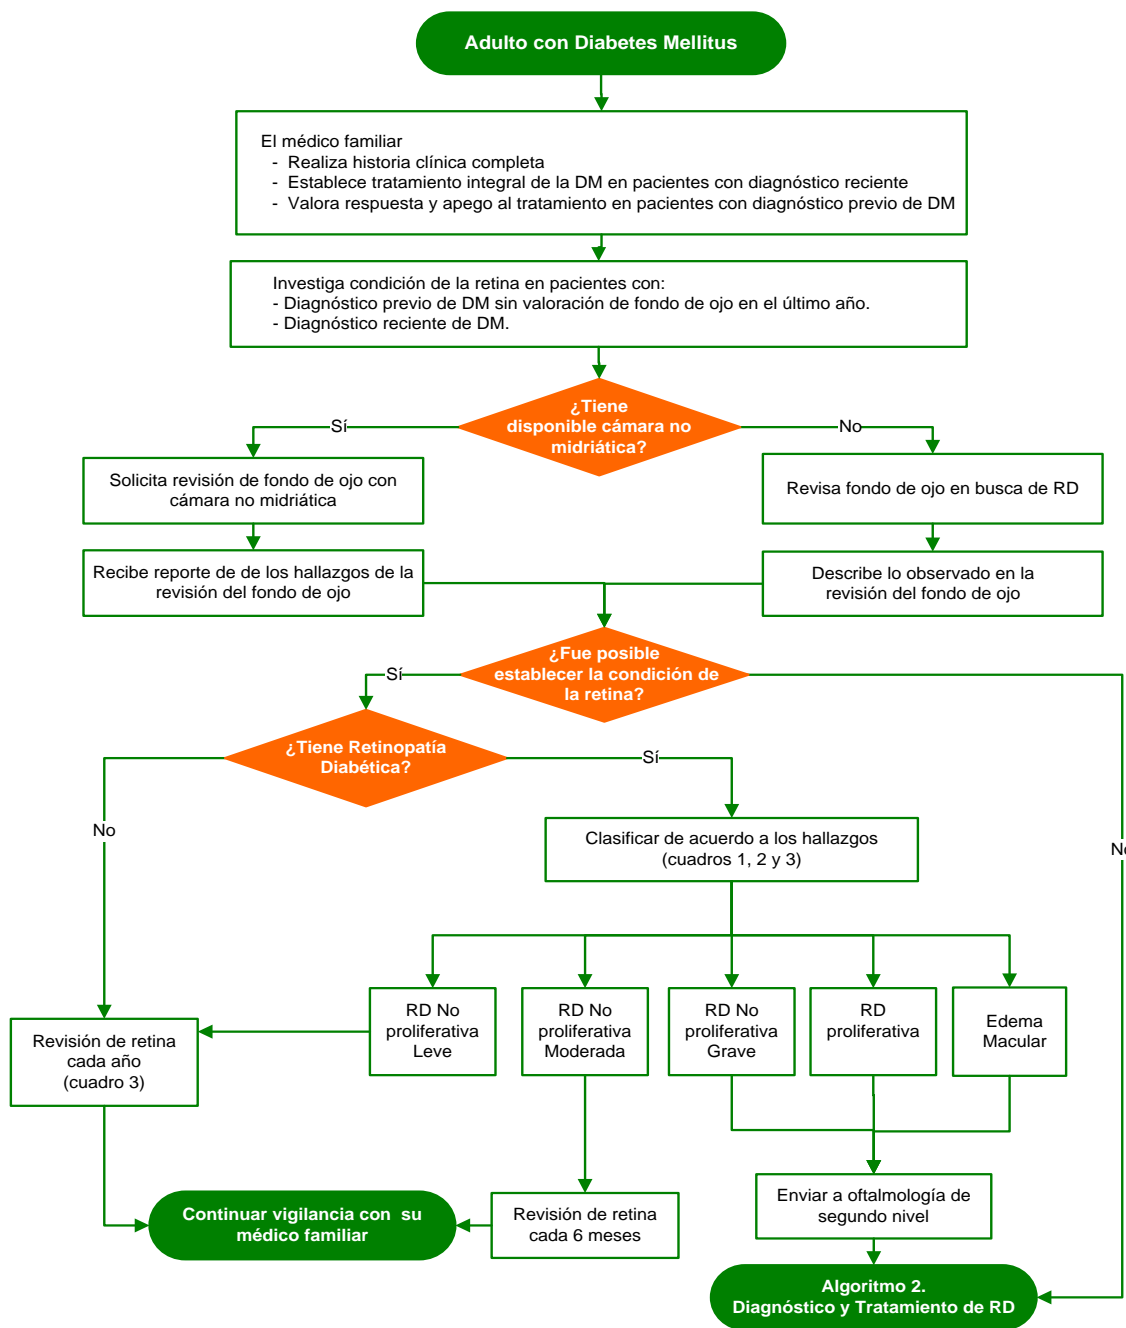 Adulto con Diabetes Mellitus
El médico familiar
- Realiza historia clínica completa
- Establece tratamiento integral de la DM en pacientes con diagnóstico reciente
- Valora respuesta y apego al tratamiento en pacientes con diagnóstico previo de DM
Investiga condición de la retina en pacientes con:
- Diagnóstico previo de DM sin valoración de fondo de ojo en el último año.
- Diagnóstico reciente de DM.
¿Tiene
disponible cámara no
midriática?
Sí
No
Solicita revisión de fondo de ojo con
cámara no midriática
Revisa fondo de ojo en busca de RD
Recibe reporte de de los hallazgos de la
revisión del fondo de ojo
Describe lo observado en la
revisión del fondo de ojo
¿Fue posible
establecer la condición de
la retina?
Sí
No
¿Tiene Retinopatía
Diabética?
Sí
No
Clasificar de acuerdo a los hallazgos
(cuadros 1, 2 y 3)
RD No
proliferativa
Leve
RD No
proliferativa
Moderada
RD No
proliferativa
Grave
RD
proliferativa
Edema
Macular
Revisión de retina
cada año
(cuadro 3)
Continuar vigilancia con su
médico familiar
Revisión de retina
cada 6 meses
Enviar a oftalmología de
segundo nivel
Algoritmo 2.
Diagnóstico y Tratamiento de RD